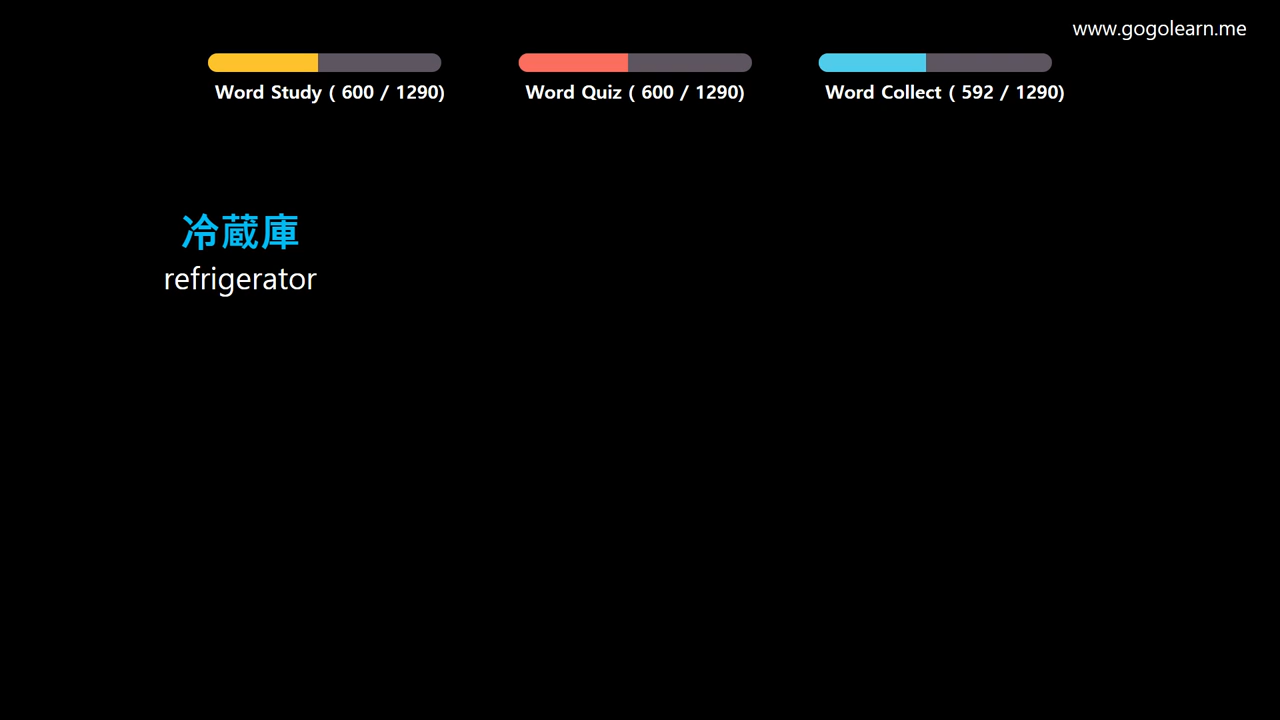 www.gogolearn.me
Word Study ( 600 / 1290)
Word Quiz ( 600 / 1290)
Word Collect ( 592 / 1290)
冷蔵庫
refrigerator